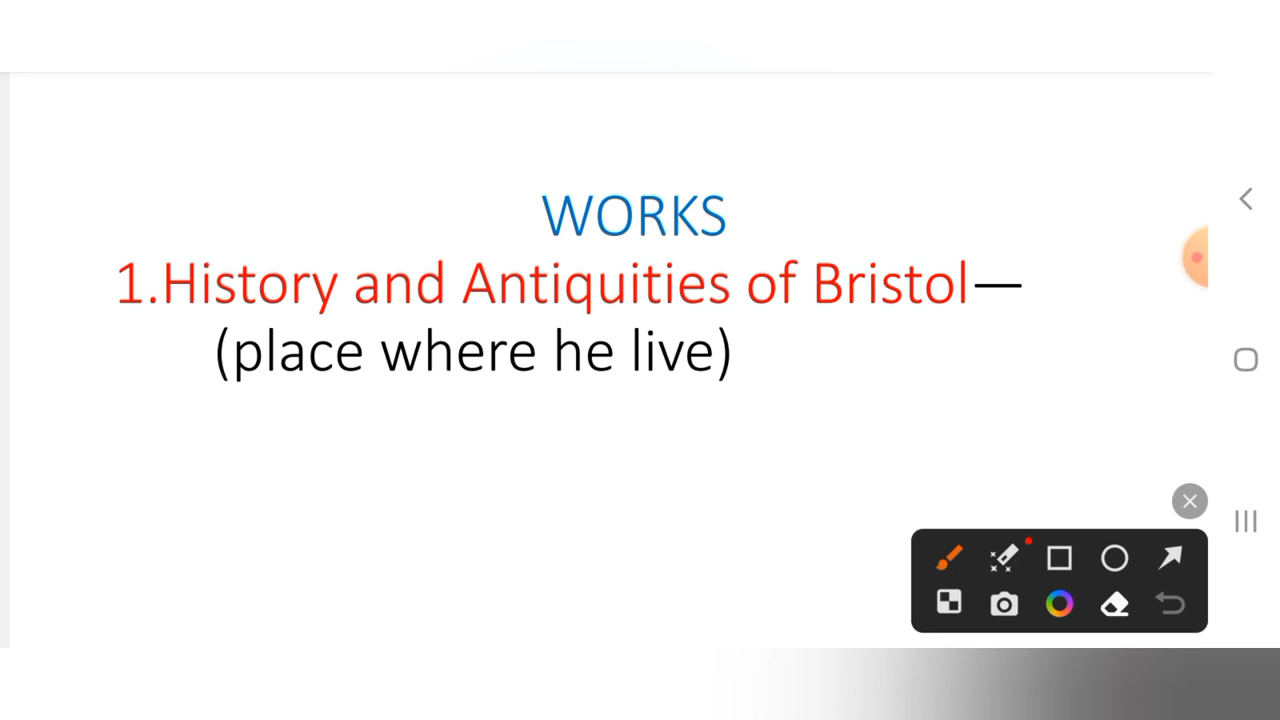 WORKS
1.History and Antiquities of Bristol—
(place where he live)